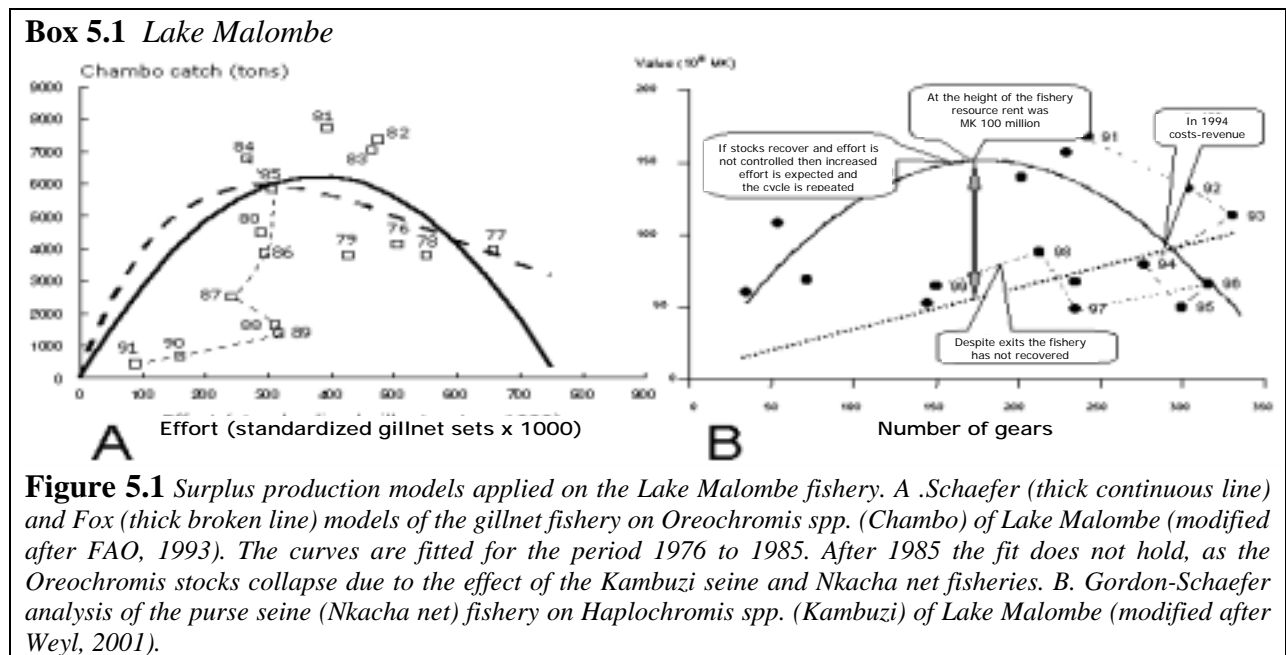 Box 5.1 Lake Malombe
Chambo catch (tons)
9000
8000
7000
6000
5000
4000
3000
2000
1000
0
81
82
83
84
85
80
86
79
76
78
77
87
88
89
90
91
0 100 200 300 400 500 600 700 800 900
Effort (standardized gillnet sets x 1000)
A
Value (10⁶ MK)
200
150
100
50
0
At the height of the fishery
resource rent was
MK 100 million
In 1994
costs-revenue
If stocks recover and effort is
not controlled then increased
effort is expected and
the cycle is repeated
Despite exits the fishery
has not recovered
91
92
93
94
95
96
97
98
99
0 50 100 150 200 250 300 350
Number of gears
B
Figure 5.1 Surplus production models applied on the Lake Malombe fishery. A .Schaefer (thick continuous line)
and Fox (thick broken line) models of the gillnet fishery on Oreochromis spp. (Chambo) of Lake Malombe (modified
after FAO, 1993). The curves are fitted for the period 1976 to 1985. After 1985 the fit does not hold, as the
Oreochromis stocks collapse due to the effect of the Kambuzi seine and Nkacha net fisheries. B. Gordon-Schaefer
analysis of the purse seine (Nkacha net) fishery on Haplochromis spp. (Kambuzi) of Lake Malombe (modified after
Weyl, 2001).